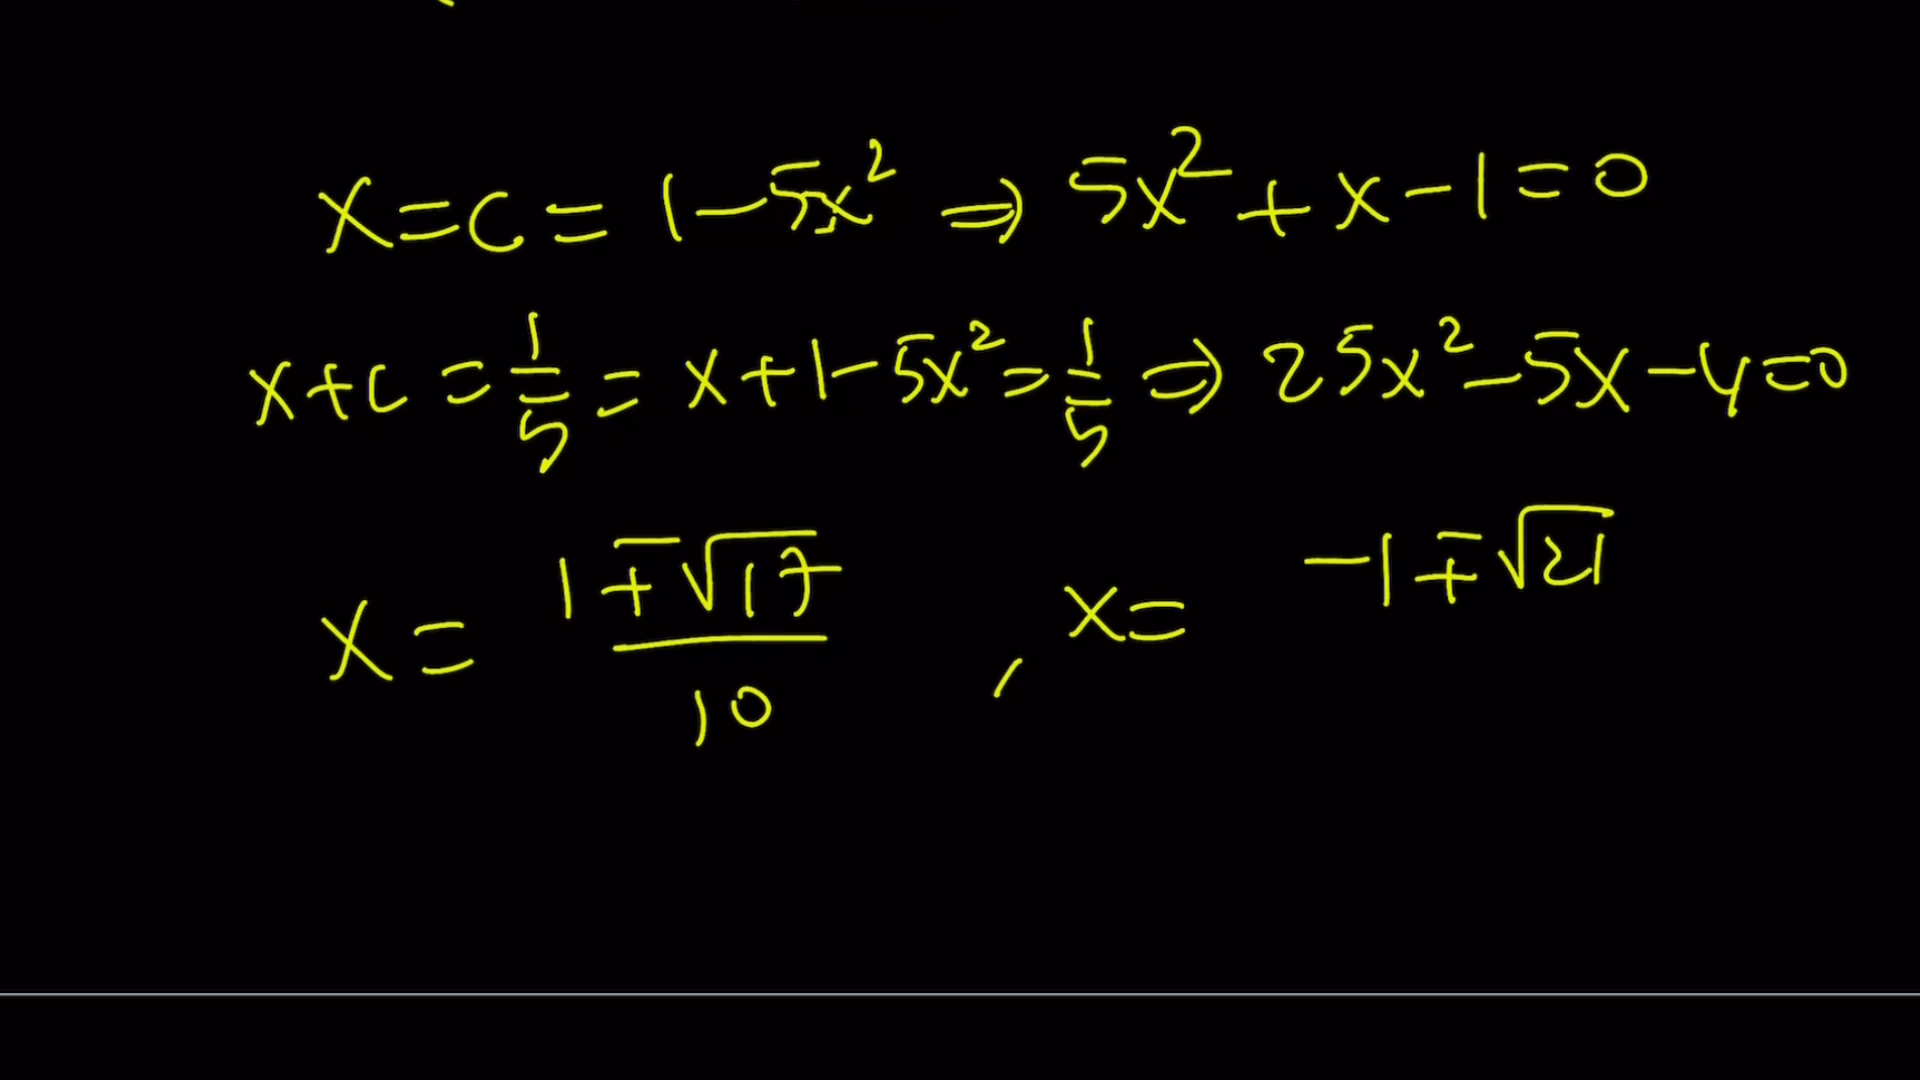 x = c = 1 - 5x² ⇒ 5x² + x - 1 = 0
x + c = 1/5 = x + 1 - 5x² = 1/5 ⇒ 25x² - 5x - 4 = 0
x = (1 ∓ √17)/10 , x = -1 ∓ √21